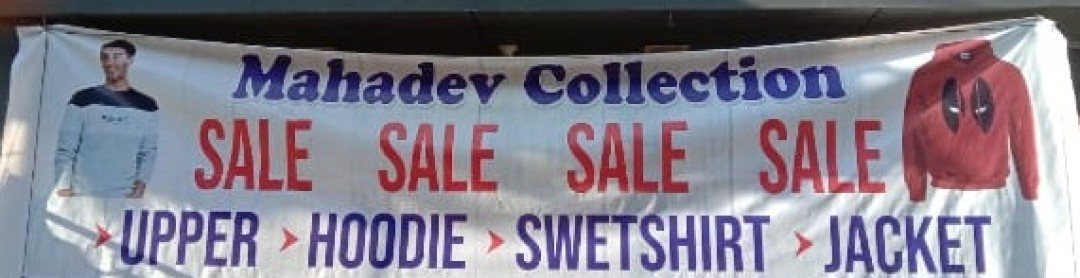 Mahadev Collection
SALE SALE SALE SALE
UPPER HOODIE SWETSHIRT JACKET